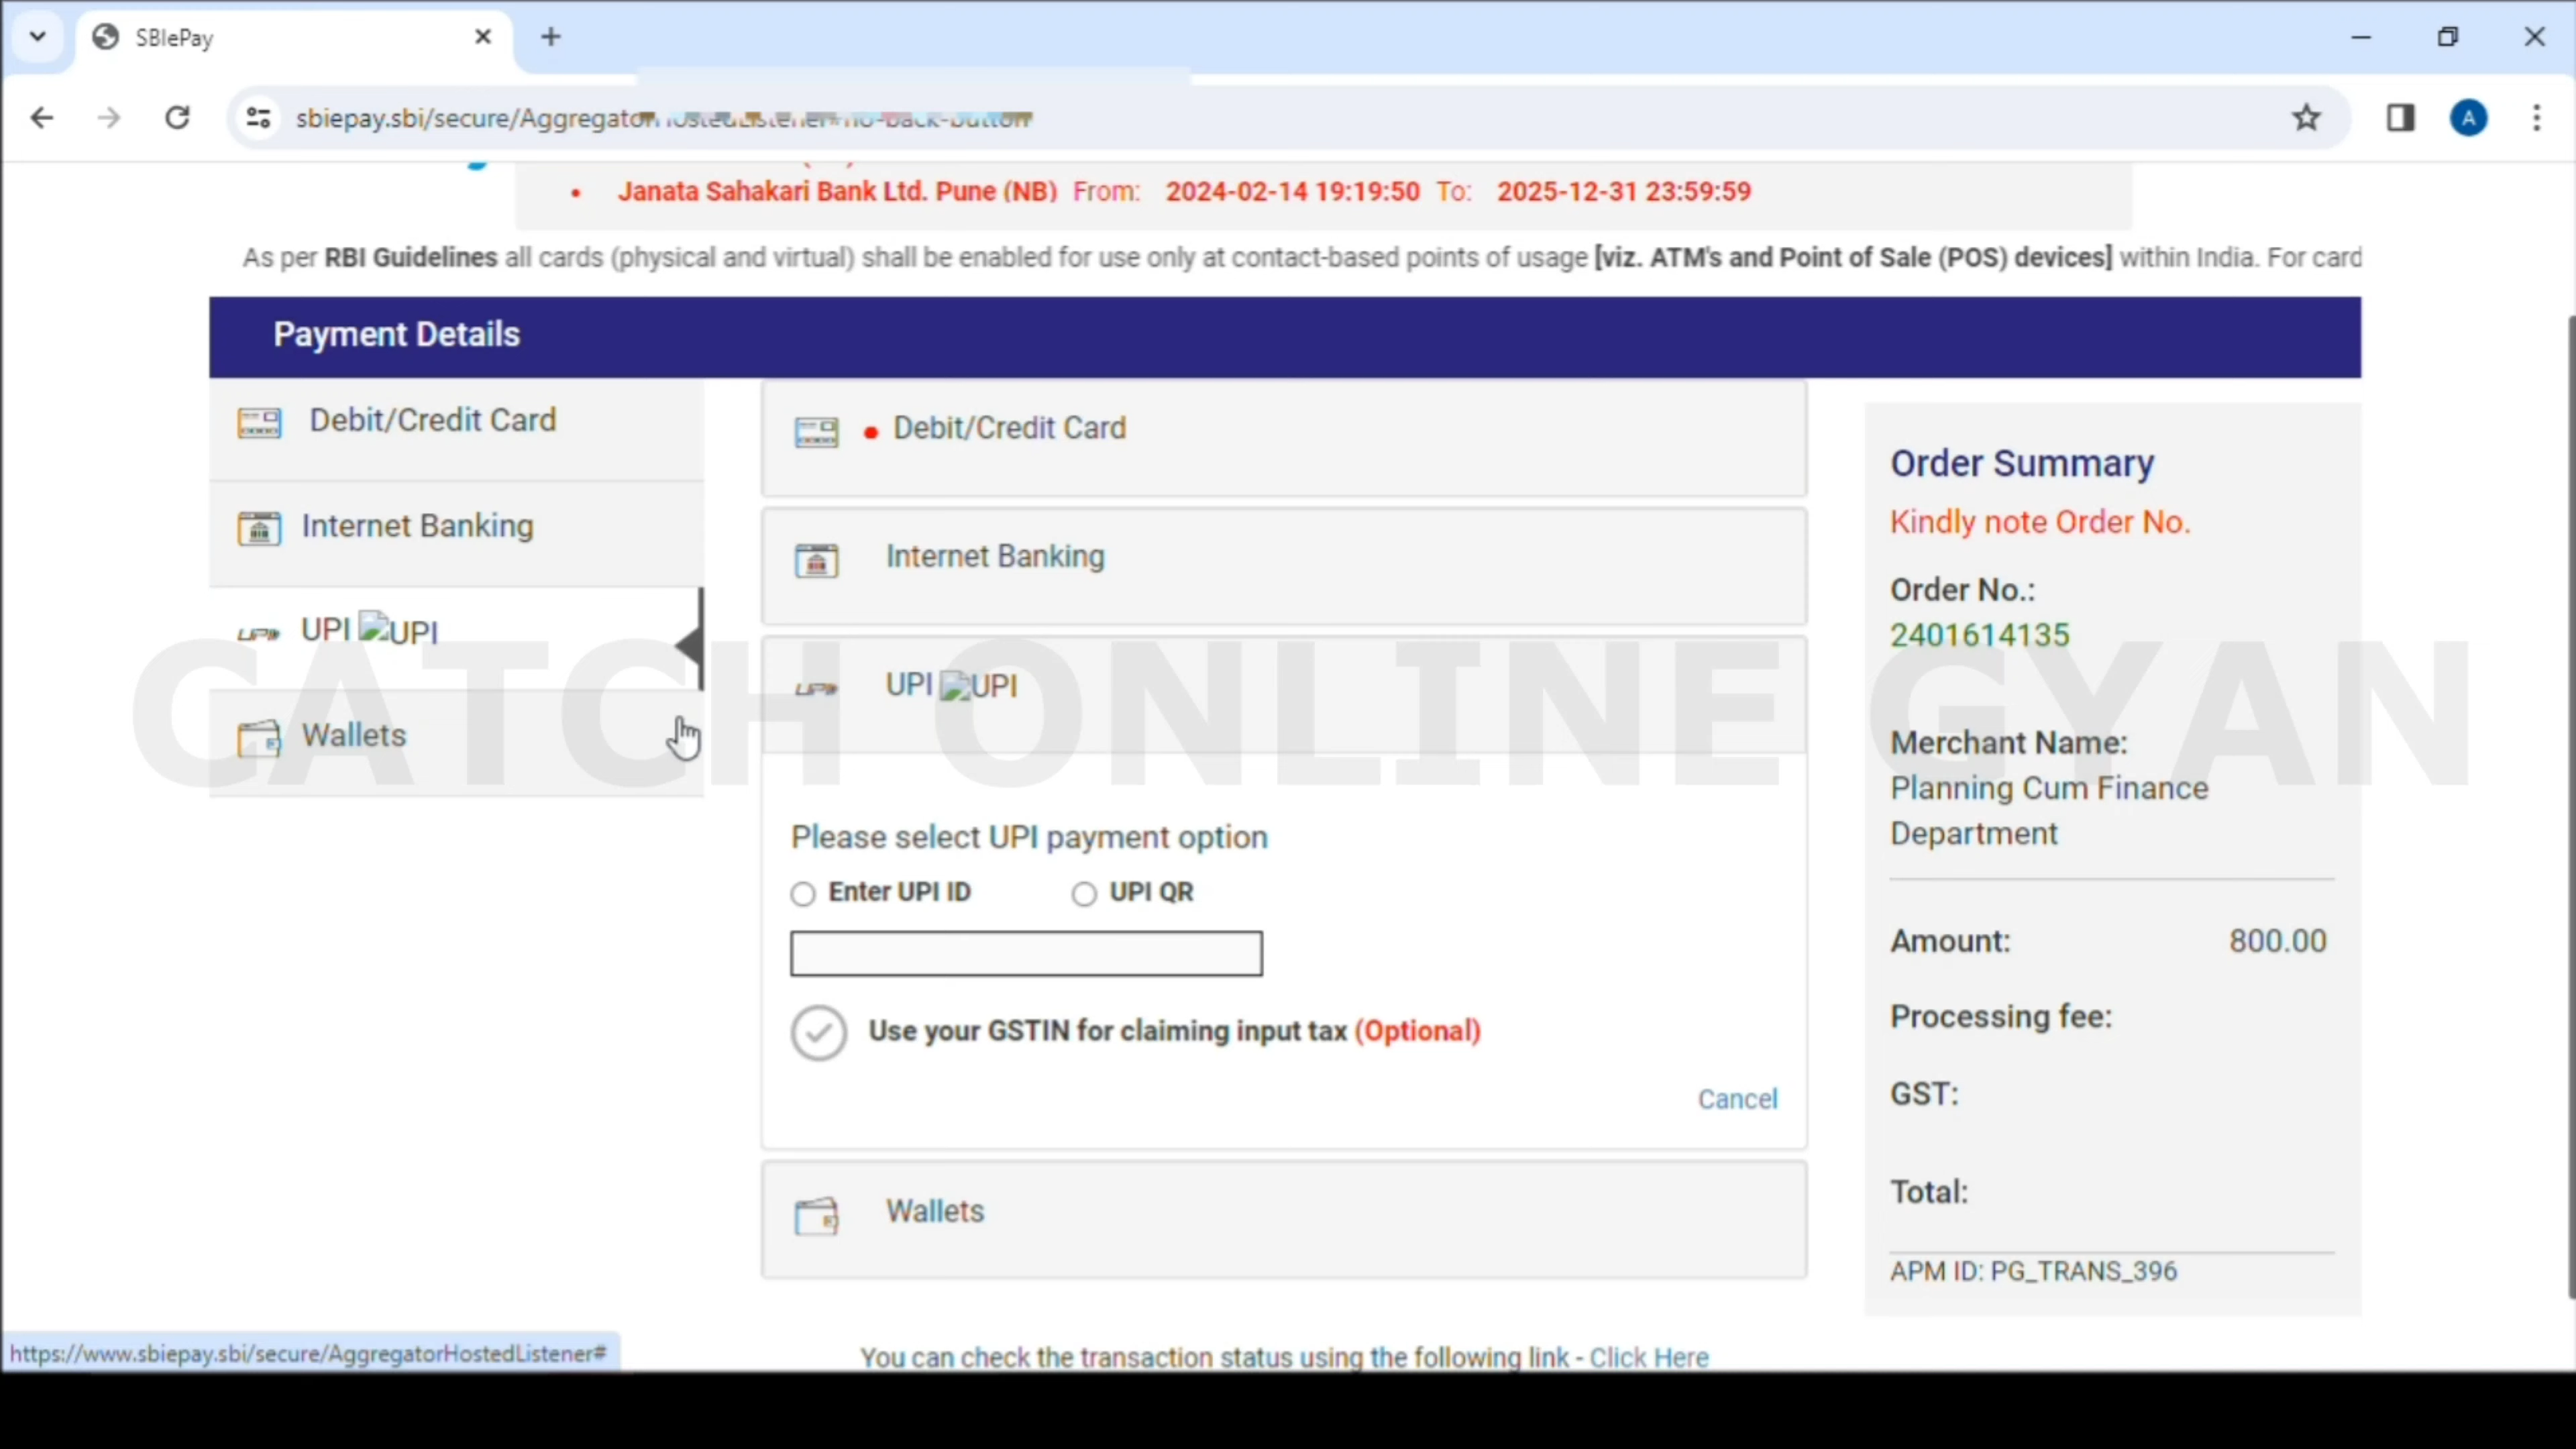 SBIePay
sbiepay.sbi/secure/AggregatorHostedListener#no-back-button
• Janata Sahakari Bank Ltd. Pune (NB) From: 2024-02-14 19:19:50 To: 2025-12-31 23:59:59
As per RBI Guidelines all cards (physical and virtual) shall be enabled for use only at contact-based points of usage [viz. ATM's and Point of Sale (POS) devices] within India. For card
Payment Details
Debit/Credit Card
Internet Banking
UPI UPI
Wallets
Debit/Credit Card
Internet Banking
UPI UPI
Please select UPI payment option
Enter UPI ID UPI QR
Use your GSTIN for claiming input tax (Optional)
Cancel
Wallets
Order Summary
Kindly note Order No.
Order No.:
2401614135
Merchant Name:
Planning Cum Finance
Department
Amount: 800.00
Processing fee:
GST:
Total:
APM ID: PG_TRANS_396
CATCH ONLINE GYAN
A
https://www.sbiepay.sbi/secure/AggregatorHostedListener#
You can check the transaction status using the following link - Click Here